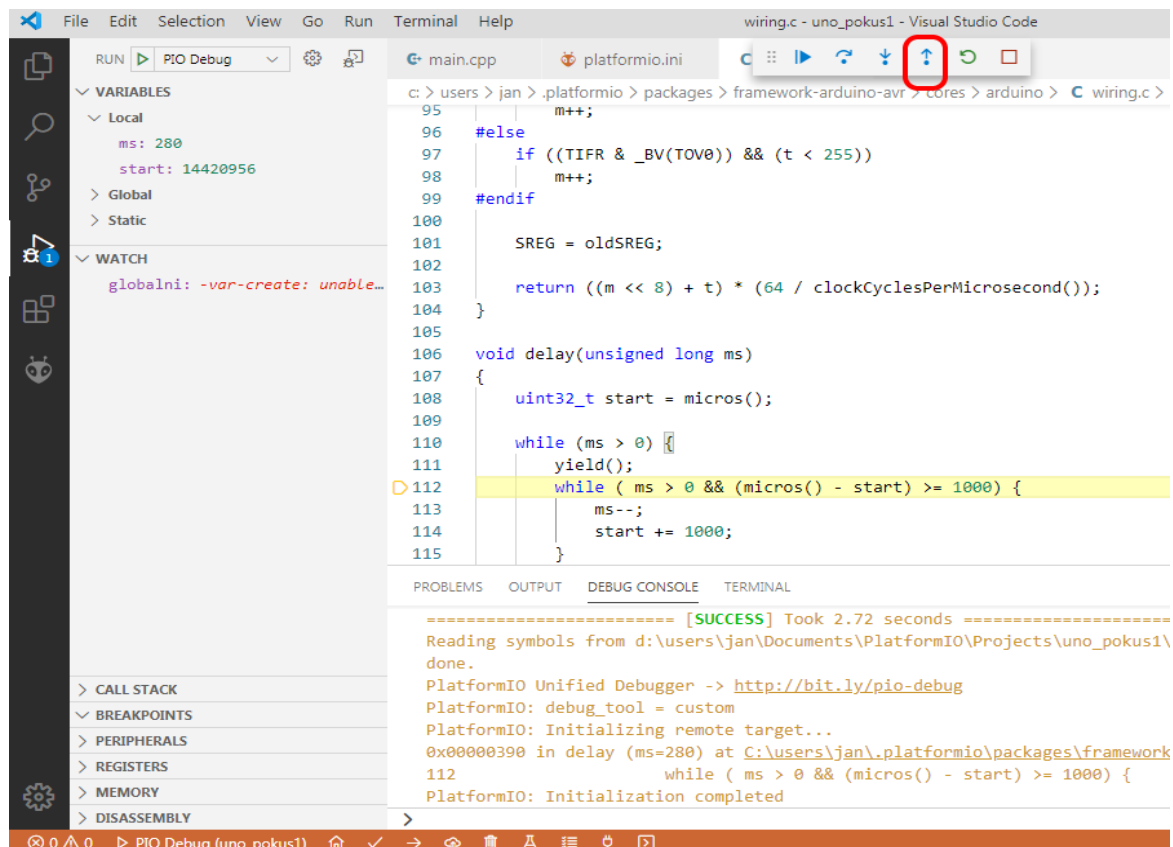 File Edit Selection View Go Run Terminal Help wiring.c - uno_pokus1 - Visual Studio Code
RUN PIO Debug
main.cpp platformio.ini C
c: > users > jan > .platformio > packages > framework-arduino-avr > cores > arduino > C wiring.c >
VARIABLES
Local
ms: 280
start: 14420956
Global
Static
WATCH
globalni: -var-create: unable…
95 m++;
96 #else
97 if ((TIFR & _BV(TOV0)) && (t < 255))
98 m++;
99 #endif
100
101 SREG = oldSREG;
102
103 return ((m << 8) + t) * (64 / clockCyclesPerMicrosecond());
104 }
105
106 void delay(unsigned long ms)
107 {
108 uint32_t start = micros();
109
110 while (ms > 0) {
111 yield();
112 while ( ms > 0 && (micros() - start) >= 1000) {
113 ms--;
114 start += 1000;
115 }
1
PROBLEMS OUTPUT DEBUG CONSOLE TERMINAL
========================= [SUCCESS] Took 2.72 seconds =====================
Reading symbols from d:\users\jan\Documents\PlatformIO\Projects\uno_pokus1\
done.
PlatformIO Unified Debugger -> http://bit.ly/pio-debug
PlatformIO: debug_tool = custom
PlatformIO: Initializing remote target...
0x00000390 in delay (ms=280) at C:\users\jan\.platformio\packages\framework
112 while ( ms > 0 && (micros() - start) >= 1000) {
PlatformIO: Initialization completed
>
CALL STACK
BREAKPOINTS
PERIPHERALS
REGISTERS
MEMORY
DISASSEMBLY
0 0 PIO Debug (uno_pokus1)